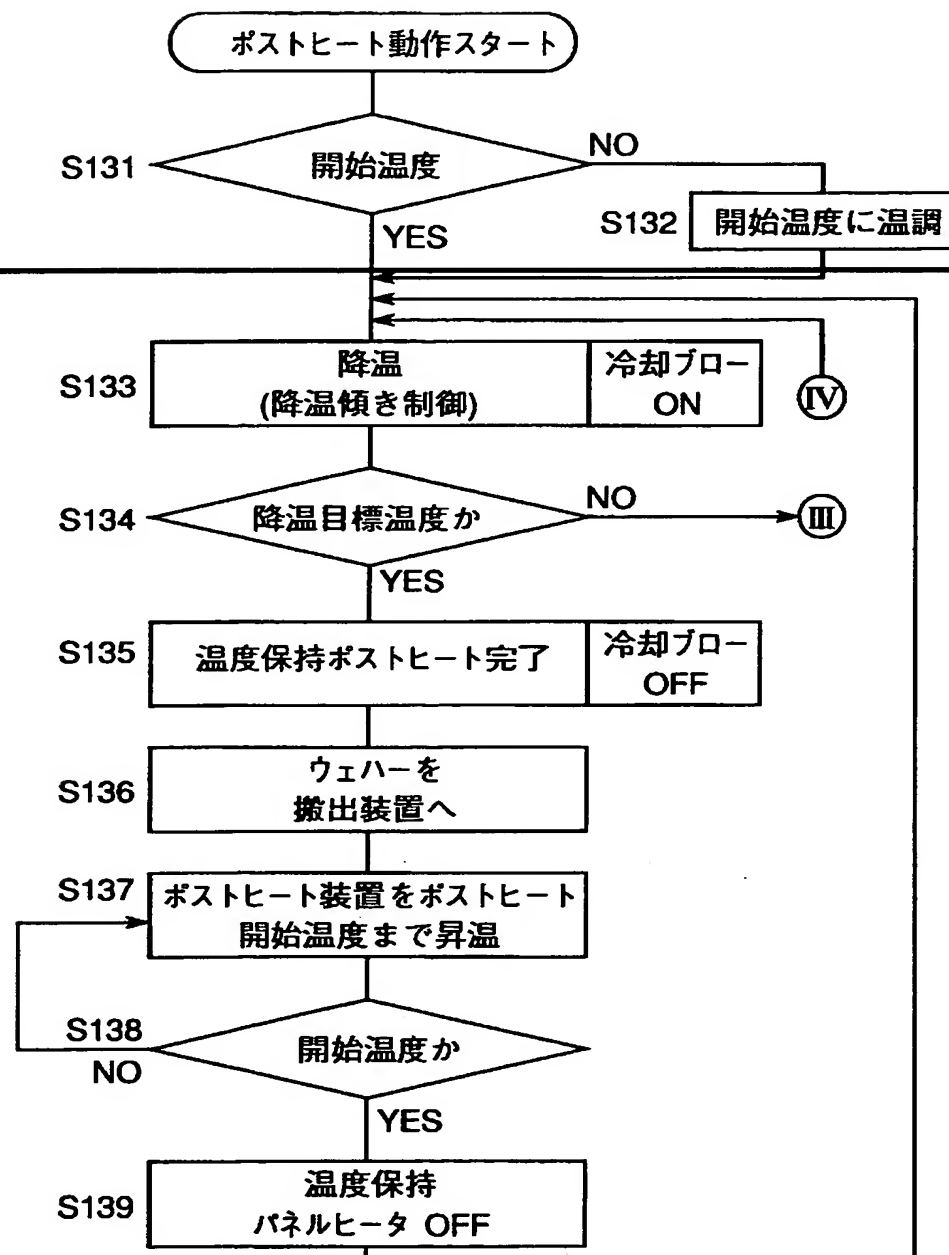 ポストヒート動作スタート
S131
開始温度
NO
YES
S132
開始温度に温調
S133
降温
(降温傾き制御)
冷却ブロー
ON
Ⅳ
S134
降温目標温度か
NO
Ⅲ
YES
S135
温度保持ポストヒート完了
冷却ブロー
OFF
S136
ウェハーを
搬出装置へ
S137
ポストヒート装置をポストヒート
開始温度まで昇温
S138
開始温度か
NO
YES
S139
温度保持
パネルヒータ OFF